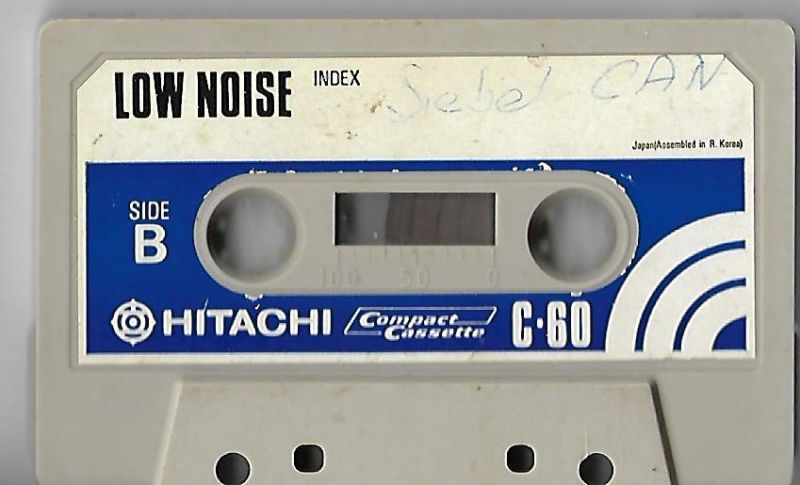 LOW NOISE INDEX Siebel CAN
Japan(Assembled in R. Korea)
SIDE
B
100 50 0
HITACHI Compact Cassette C·60